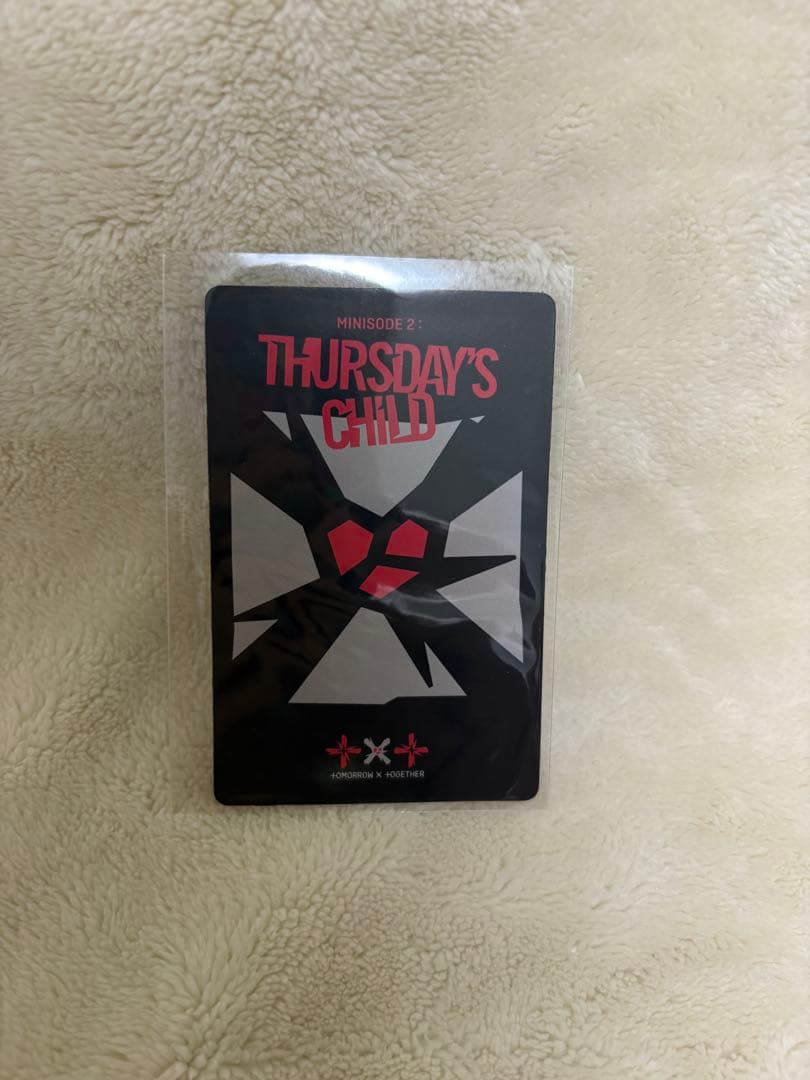 MINISODE 2 :
THURSDAY'S
CHiLD
TOMORROW X TOGETHER